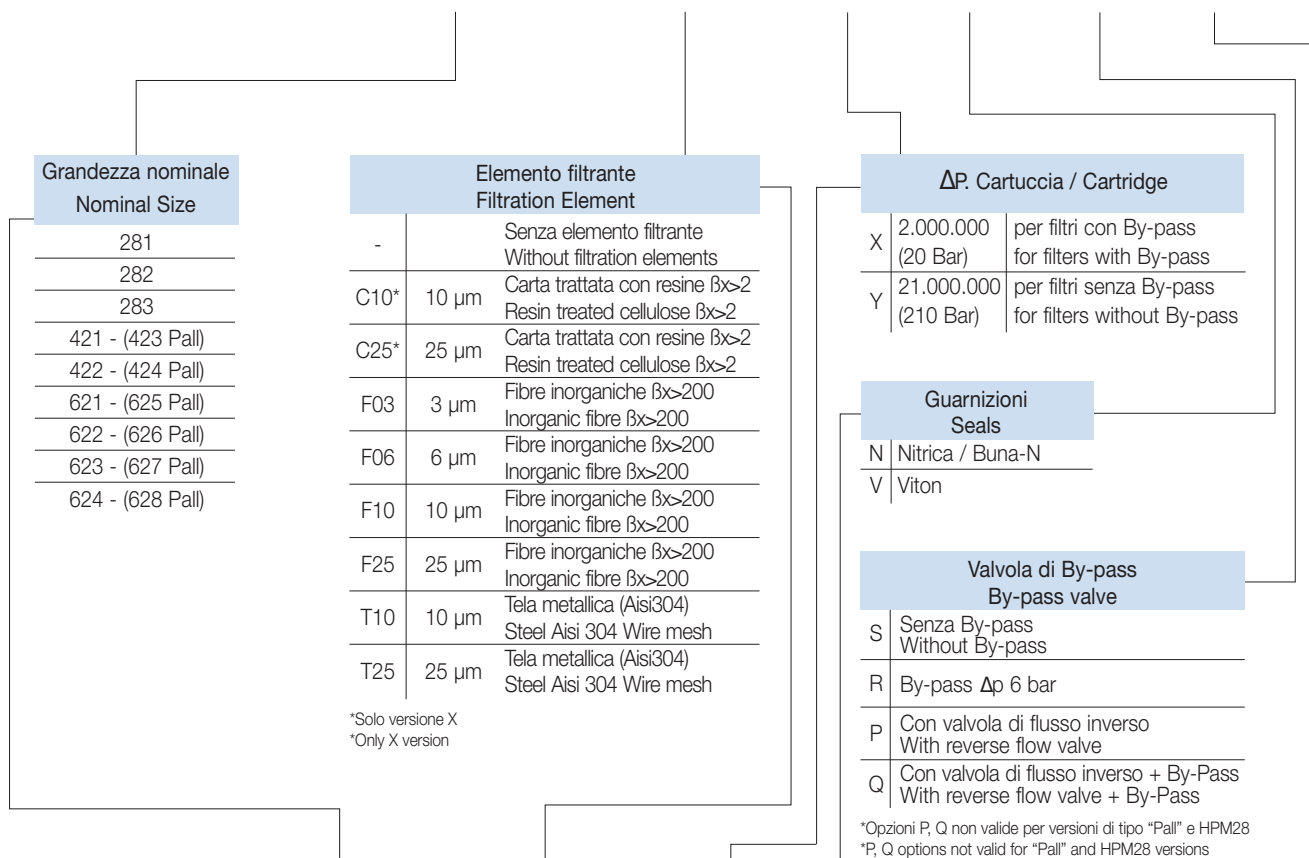 Grandezza nominale
Nominal Size
281
282
283
421 - (423 Pall)
422 - (424 Pall)
621 - (625 Pall)
622 - (626 Pall)
623 - (627 Pall)
624 - (628 Pall)
Elemento filtrante
Filtration Element
- Senza elemento filtrante
Without filtration elements
C10* 10 µm Carta trattata con resine ßx>2
Resin treated cellulose ßx>2
C25* 25 µm Carta trattata con resine ßx>2
Resin treated cellulose ßx>2
F03 3 µm Fibre inorganiche ßx>200
Inorganic fibre ßx>200
F06 6 µm Fibre inorganiche ßx>200
Inorganic fibre ßx>200
F10 10 µm Fibre inorganiche ßx>200
Inorganic fibre ßx>200
F25 25 µm Fibre inorganiche ßx>200
Inorganic fibre ßx>200
T10 10 µm Tela metallica (Aisi304)
Steel Aisi 304 Wire mesh
T25 25 µm Tela metallica (Aisi304)
Steel Aisi 304 Wire mesh
*Solo versione X
*Only X version
ΔP. Cartuccia / Cartridge
X 2.000.000 per filtri con By-pass
(20 Bar) for filters with By-pass
Y 21.000.000 per filtri senza By-pass
(210 Bar) for filters without By-pass
Guarnizioni
Seals
N Nitrica / Buna-N
V Viton
Valvola di By-pass
By-pass valve
S Senza By-pass
Without By-pass
R By-pass Δp 6 bar
P Con valvola di flusso inverso
With reverse flow valve
Q Con valvola di flusso inverso + By-Pass
With reverse flow valve + By-Pass
*Opzioni P, Q non valide per versioni di tipo “Pall” e HPM28
*P, Q options not valid for “Pall” and HPM28 versions